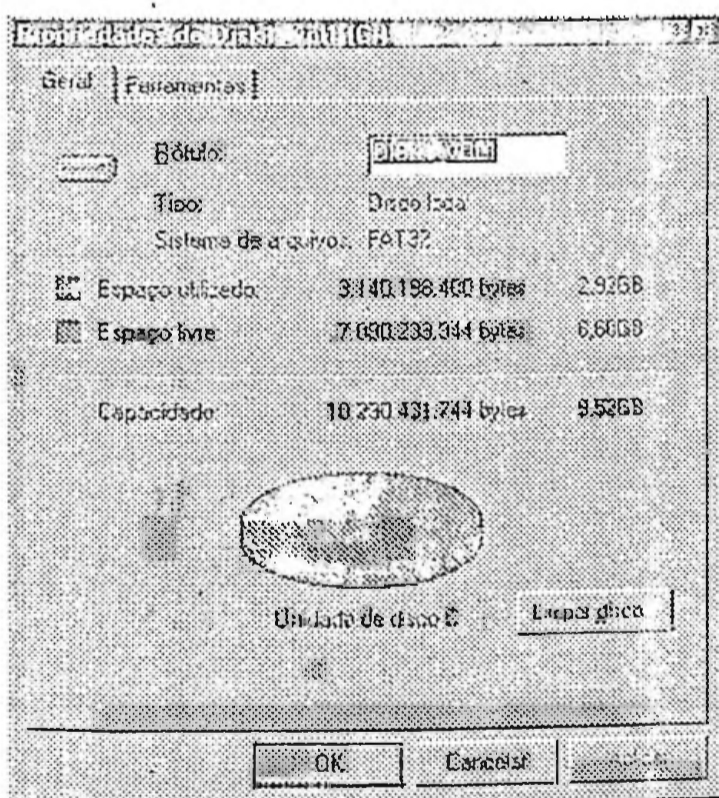 Propriedades de
Geral Ferramentas
Rótulo:
Tipo: Disco local
Sistema de arquivos: FAT32
Espaço utilizado: 3.140.198.400 bytes 2,92GB
Espaço livre: 7.090.233.344 bytes 6,60GB
Capacidade: 10.230.431.744 bytes 9,52GB
Unidade de disco
Limpar disco
OK Cancelar